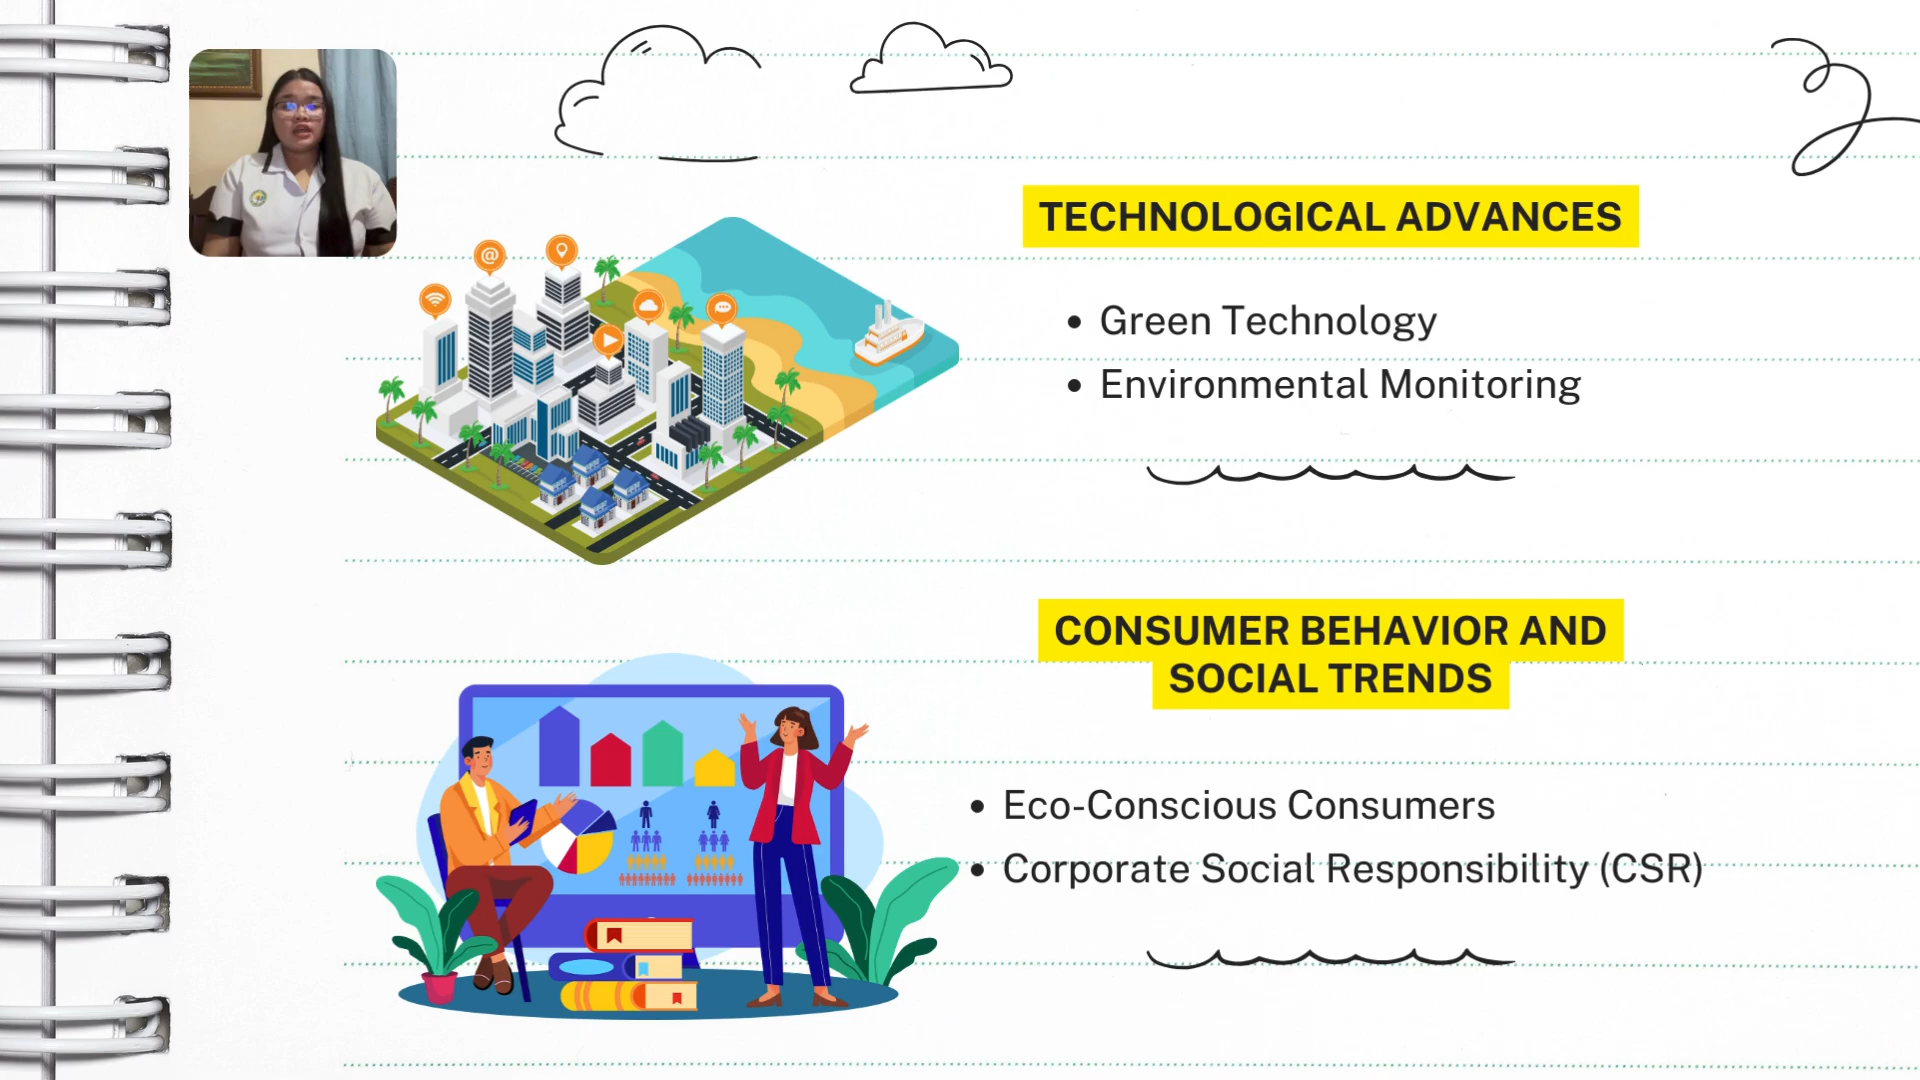 TECHNOLOGICAL ADVANCES
• Green Technology
• Environmental Monitoring
CONSUMER BEHAVIOR AND
SOCIAL TRENDS
• Eco-Conscious Consumers
• Corporate Social Responsibility (CSR)